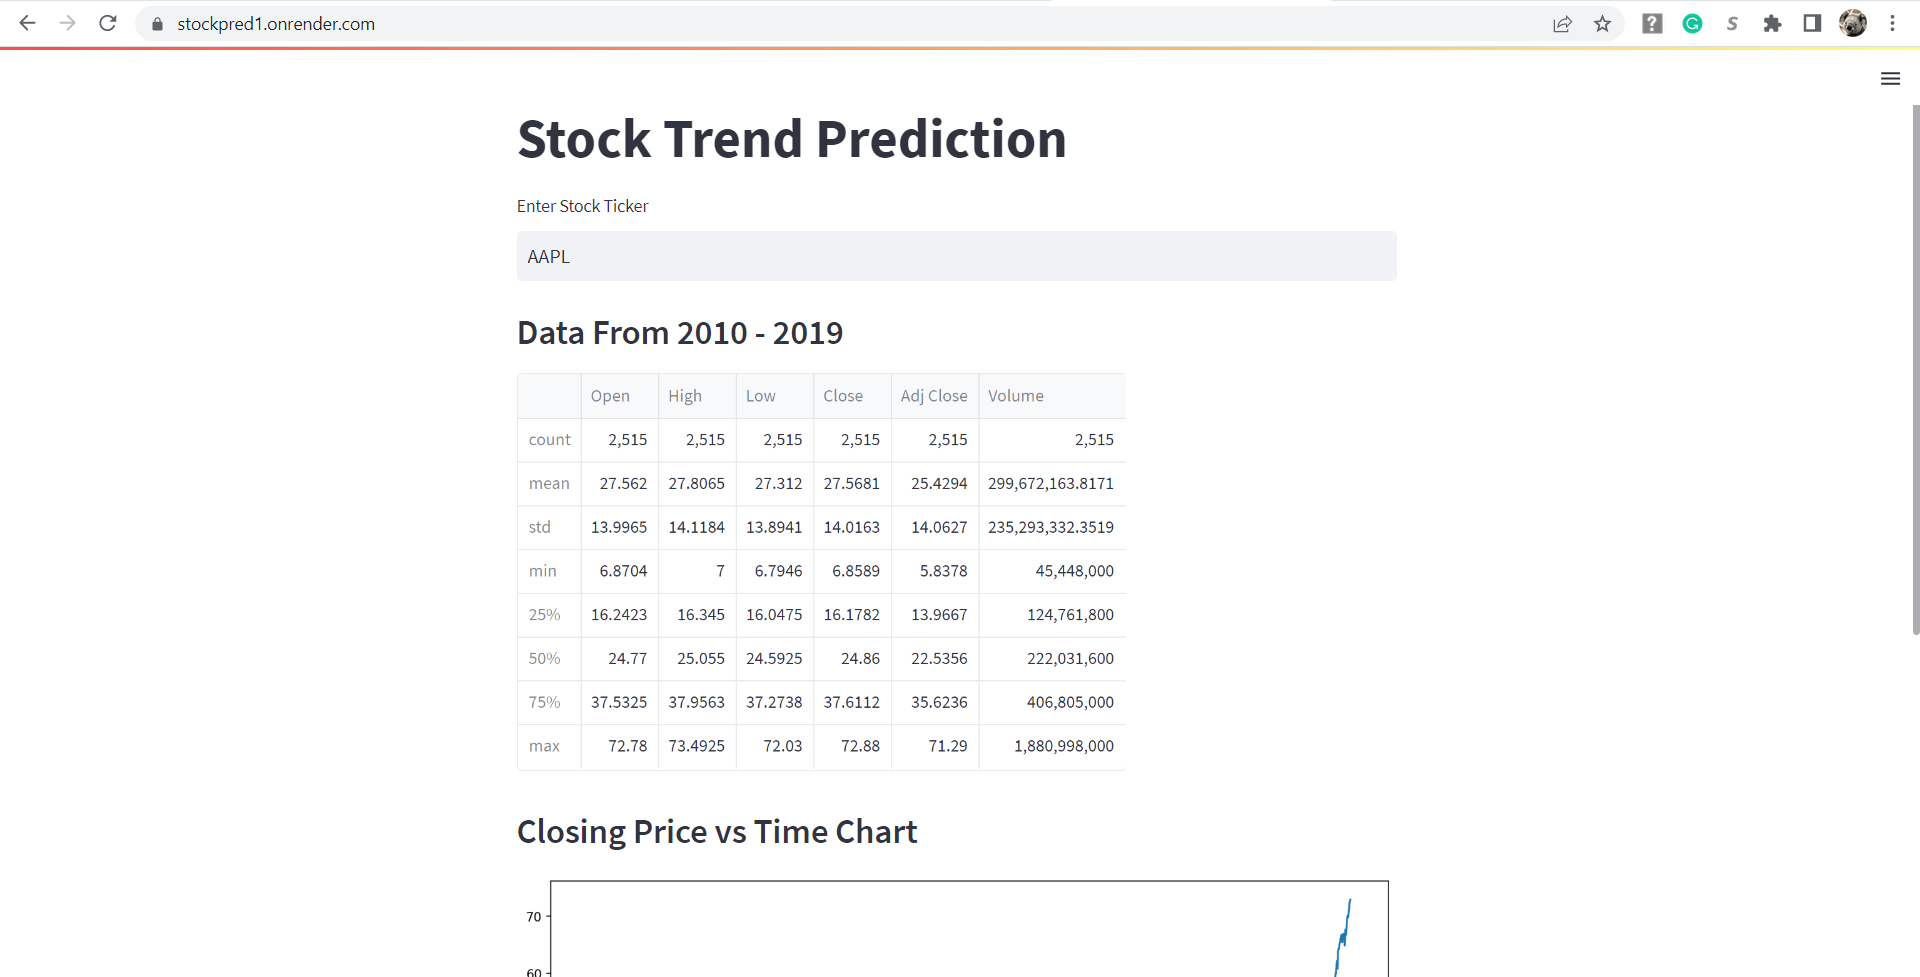 stockpred1.onrender.com
Stock Trend Prediction
Enter Stock Ticker
AAPL
Data From 2010 - 2019
Open High Low Close Adj Close Volume
count 2,515 2,515 2,515 2,515 2,515 2,515
mean 27.562 27.8065 27.312 27.5681 25.4294 299,672,163.8171
std 13.9965 14.1184 13.8941 14.0163 14.0627 235,293,332.3519
min 6.8704 7 6.7946 6.8589 5.8378 45,448,000
25% 16.2423 16.345 16.0475 16.1782 13.9667 124,761,800
50% 24.77 25.055 24.5925 24.86 22.5356 222,031,600
75% 37.5325 37.9563 37.2738 37.6112 35.6236 406,805,000
max 72.78 73.4925 72.03 72.88 71.29 1,880,998,000
Closing Price vs Time Chart
70
60